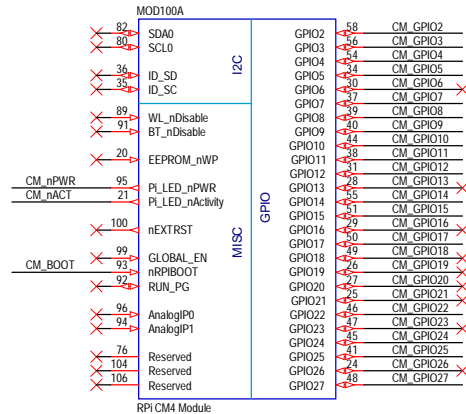 MOD100A
82 SDA0
80 SCL0
36 ID_SD
35 ID_SC
I2C
89 WL_nDisable
91 BT_nDisable
20 EEPROM_nWP
CM_nPWR 95 Pi_LED_nPWR
CM_nACT 21 Pi_LED_nActivity
100 nEXTRST
99 GLOBAL_EN
CM_BOOT 93 nRPIBOOT
92 RUN_PG
96 AnalogIP0
94 AnalogIP1
76 Reserved
104 Reserved
106 Reserved
MISC
GPIO
GPIO2 58 CM_GPIO2
GPIO3 56 CM_GPIO3
GPIO4 54 CM_GPIO4
GPIO5 34 CM_GPIO5
GPIO6 30 CM_GPIO6
GPIO7 37 CM_GPIO7
GPIO8 39 CM_GPIO8
GPIO9 40 CM_GPIO9
GPIO10 44 CM_GPIO10
GPIO11 38 CM_GPIO11
GPIO12 31 CM_GPIO12
GPIO13 28 CM_GPIO13
GPIO14 55 CM_GPIO14
GPIO15 51 CM_GPIO15
GPIO16 29 CM_GPIO16
GPIO17 50 CM_GPIO17
GPIO18 49 CM_GPIO18
GPIO19 26 CM_GPIO19
GPIO20 27 CM_GPIO20
GPIO21 25 CM_GPIO21
GPIO22 46 CM_GPIO22
GPIO23 47 CM_GPIO23
GPIO24 45 CM_GPIO24
GPIO25 41 CM_GPIO25
GPIO26 24 CM_GPIO26
GPIO27 48 CM_GPIO27
RPi CM4 Module